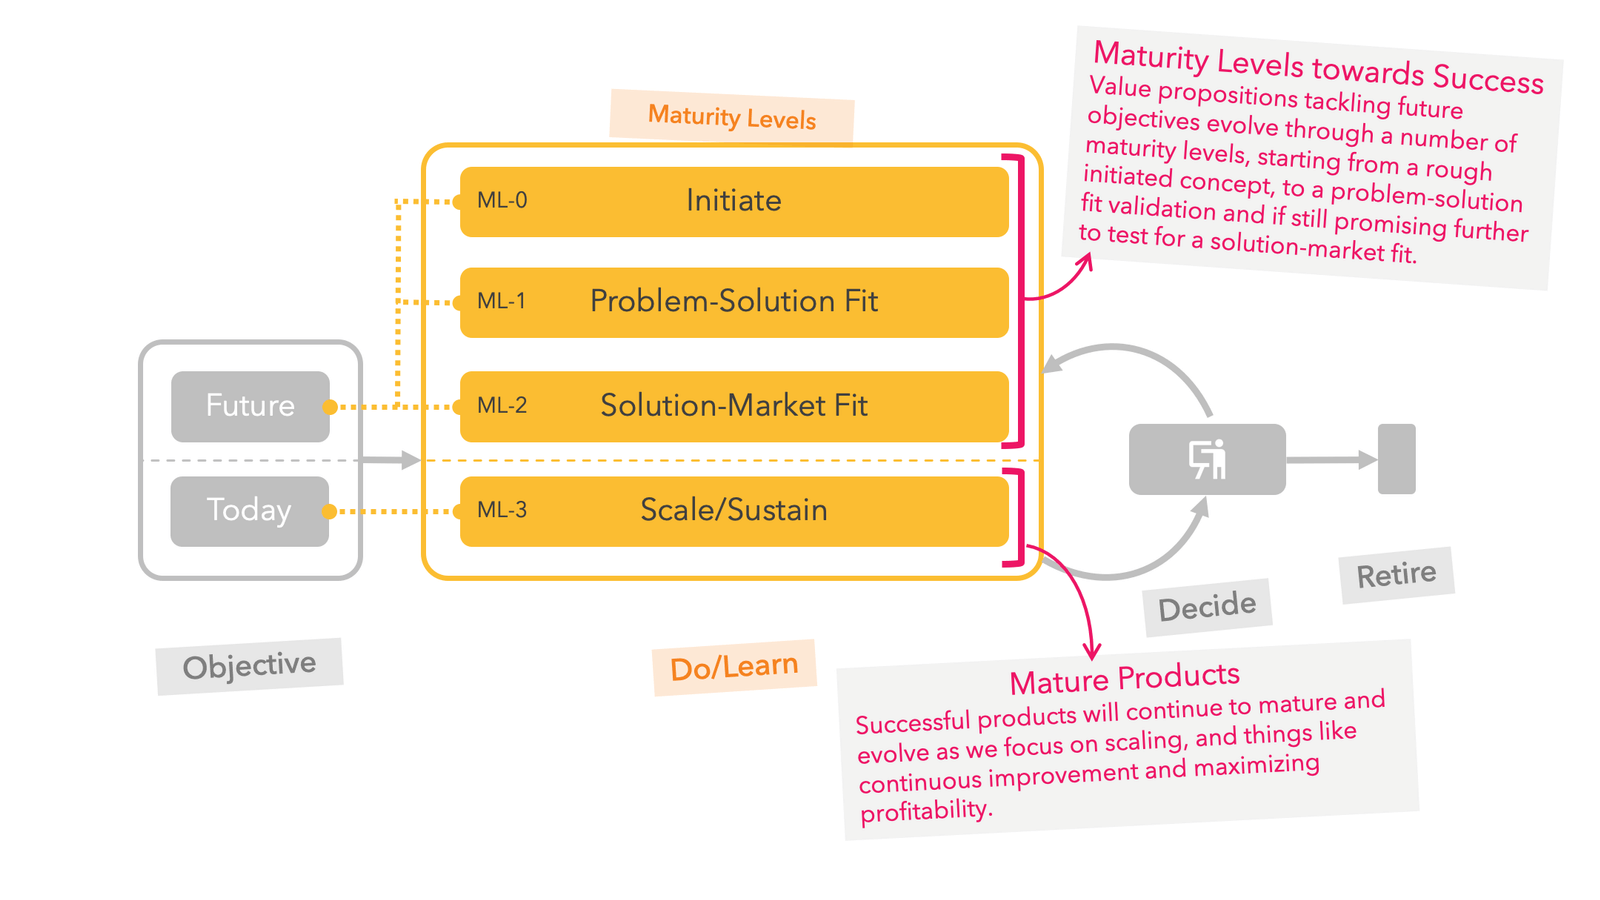 Maturity Levels towards Success
Value propositions tackling future
objectives evolve through a number of
maturity levels, starting from a rough
initiated concept, to a problem-solution
fit validation and if still promising further
to test for a solution-market fit.
Maturity Levels
ML-0 Initiate
ML-1 Problem-Solution Fit
Future
ML-2 Solution-Market Fit
Today
ML-3 Scale/Sustain
Objective
Do/Learn
Decide
Retire
Mature Products
Successful products will continue to mature and
evolve as we focus on scaling, and things like
continuous improvement and maximizing
profitability.